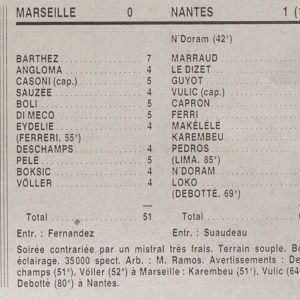 MARSEILLE 0 NANTES 1 (1
N'Doram (42°)
BARTHEZ 7 MARRAUD
ANGLOMA 4 LE DIZET
CASONI (cap.) 5 GUYOT
SAUZÉE 4 VULIC (cap.)
BOLI 5 CAPRON
DI MECO 5 FERRI
EYDELIE 4 MAKÉLÉLÉ
(FERRERI, 55°) KAREMBEU
DESCHAMPS 4 PEDROS
PELÉ 5 (LIMA, 85°)
BOKSIC 4 N'DORAM
VÖLLER 4 LOKO
(DEBOTTÉ, 69°)
Total 51 Total
Entr. : Fernandez Entr. : Suaudeau
Soirée contrariée par un mistral très frais. Terrain souple. Bo
éclairage. 35000 spect. Arb. : M. Ramos. Avertissements : De
champs (51°), Völler (52°) à Marseille : Karembeu (51°), Vulic (64
Debotté (80°) à Nantes.